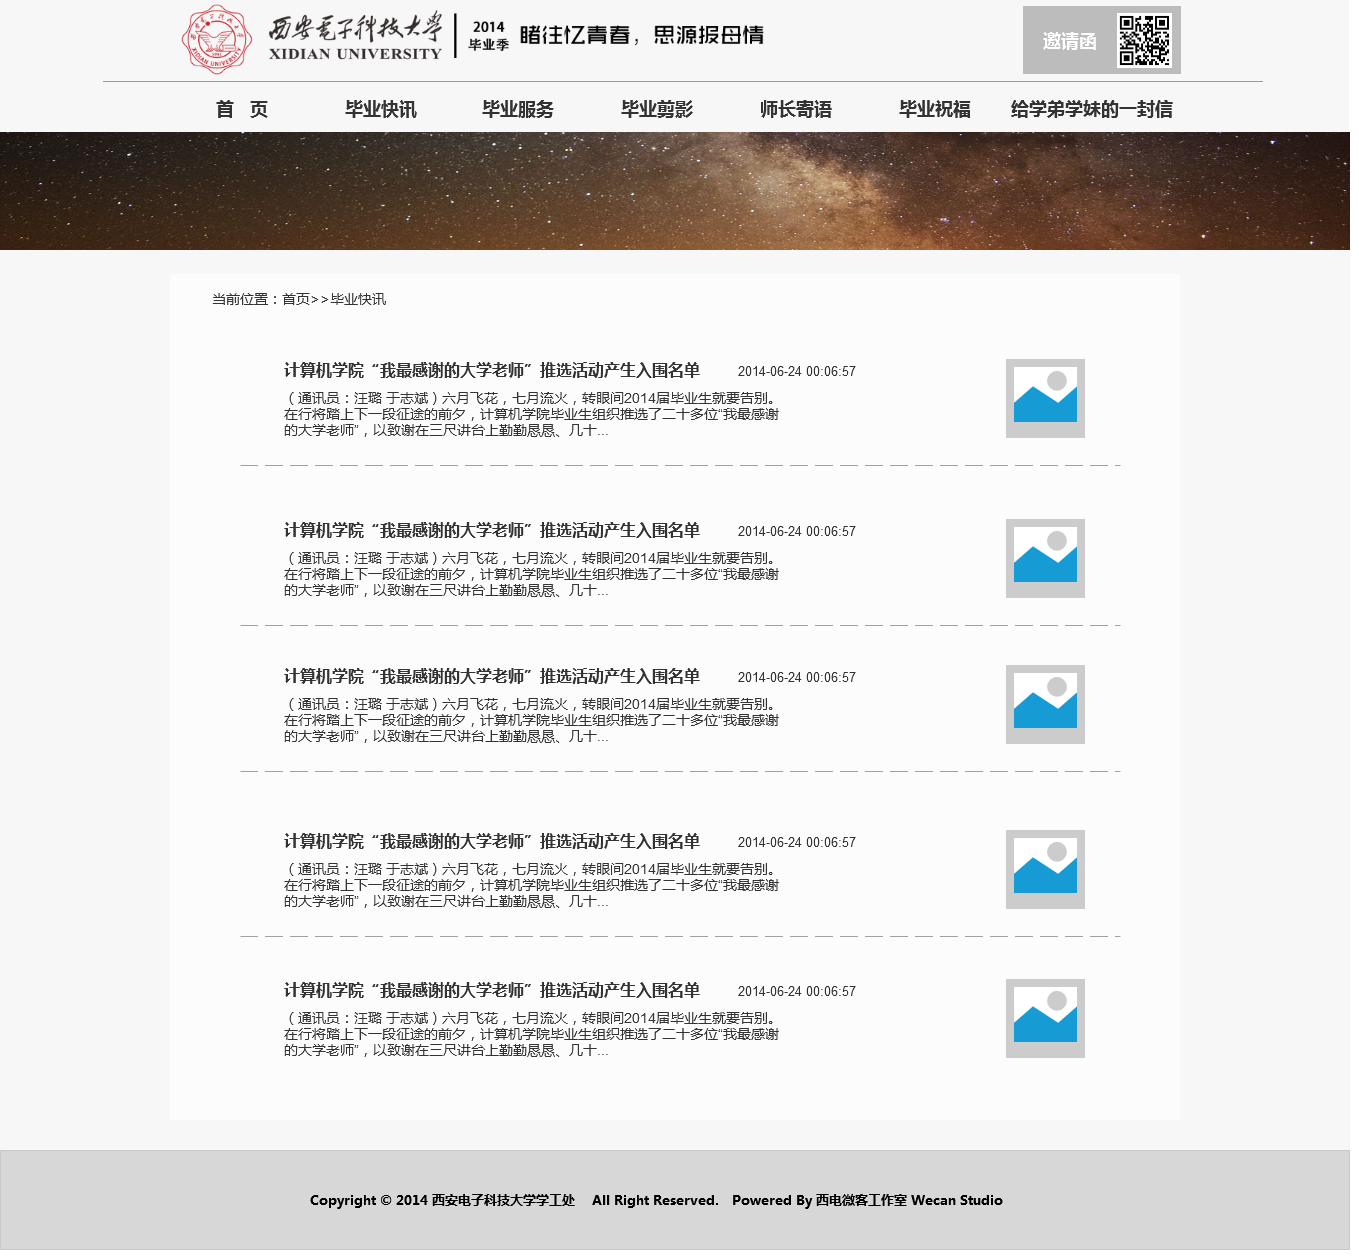 西安电子科技大学
XIDIAN UNIVERSITY
2014
毕业季
睹往忆青春，思源报母情
邀请函
首 页 毕业快讯 毕业服务 毕业剪影 师长寄语 毕业祝福 给学弟学妹的一封信
当前位置：首页>>毕业快讯
计算机学院“我最感谢的大学老师”推选活动产生入围名单 2014-06-24 00:06:57
（通讯员：汪璐 于志斌）六月飞花，七月流火，转眼间2014届毕业生就要告别。
在行将踏上下一段征途的前夕，计算机学院毕业生组织推选了二十多位“我最感谢
的大学老师”，以致谢在三尺讲台上勤勤恳恳、几十...
计算机学院“我最感谢的大学老师”推选活动产生入围名单 2014-06-24 00:06:57
（通讯员：汪璐 于志斌）六月飞花，七月流火，转眼间2014届毕业生就要告别。
在行将踏上下一段征途的前夕，计算机学院毕业生组织推选了二十多位“我最感谢
的大学老师”，以致谢在三尺讲台上勤勤恳恳、几十...
计算机学院“我最感谢的大学老师”推选活动产生入围名单 2014-06-24 00:06:57
（通讯员：汪璐 于志斌）六月飞花，七月流火，转眼间2014届毕业生就要告别。
在行将踏上下一段征途的前夕，计算机学院毕业生组织推选了二十多位“我最感谢
的大学老师”，以致谢在三尺讲台上勤勤恳恳、几十...
计算机学院“我最感谢的大学老师”推选活动产生入围名单 2014-06-24 00:06:57
（通讯员：汪璐 于志斌）六月飞花，七月流火，转眼间2014届毕业生就要告别。
在行将踏上下一段征途的前夕，计算机学院毕业生组织推选了二十多位“我最感谢
的大学老师”，以致谢在三尺讲台上勤勤恳恳、几十...
计算机学院“我最感谢的大学老师”推选活动产生入围名单 2014-06-24 00:06:57
（通讯员：汪璐 于志斌）六月飞花，七月流火，转眼间2014届毕业生就要告别。
在行将踏上下一段征途的前夕，计算机学院毕业生组织推选了二十多位“我最感谢
的大学老师”，以致谢在三尺讲台上勤勤恳恳、几十...
Copyright © 2014 西安电子科技大学学工处 All Right Reserved. Powered By 西电微客工作室 Wecan Studio